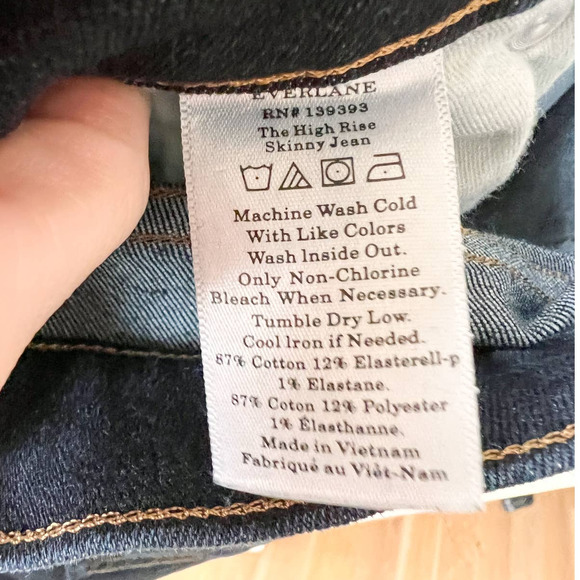 EVERLANE
RN# 139393
The High Rise
Skinny Jean
Machine Wash Cold
With Like Colors
Wash Inside Out.
Only Non-Chlorine
Bleach When Necessary.
Tumble Dry Low.
Cool Iron if Needed.
87% Cotton 12% Elasterell-p
1% Elastane.
87% Coton 12% Polyester
1% Élasthanne.
Made in Vietnam
Fabriqué au Viêt-Nam